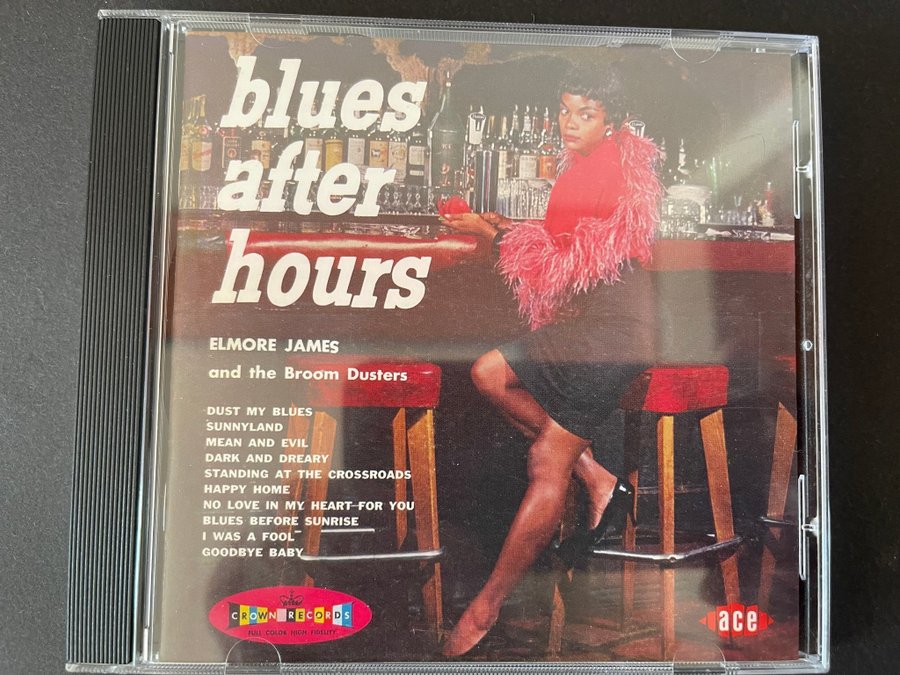 blues
after
hours
ELMORE JAMES
and the Broom Dusters
DUST MY BLUES
SUNNYLAND
MEAN AND EVIL
DARK AND DREARY
STANDING AT THE CROSSROADS
HAPPY HOME
NO LOVE IN MY HEART FOR YOU
BLUES BEFORE SUNRISE
I WAS A FOOL
GOODBYE BABY
CROWN RECORDS
FULL COLOR HIGH FIDELITY
ace